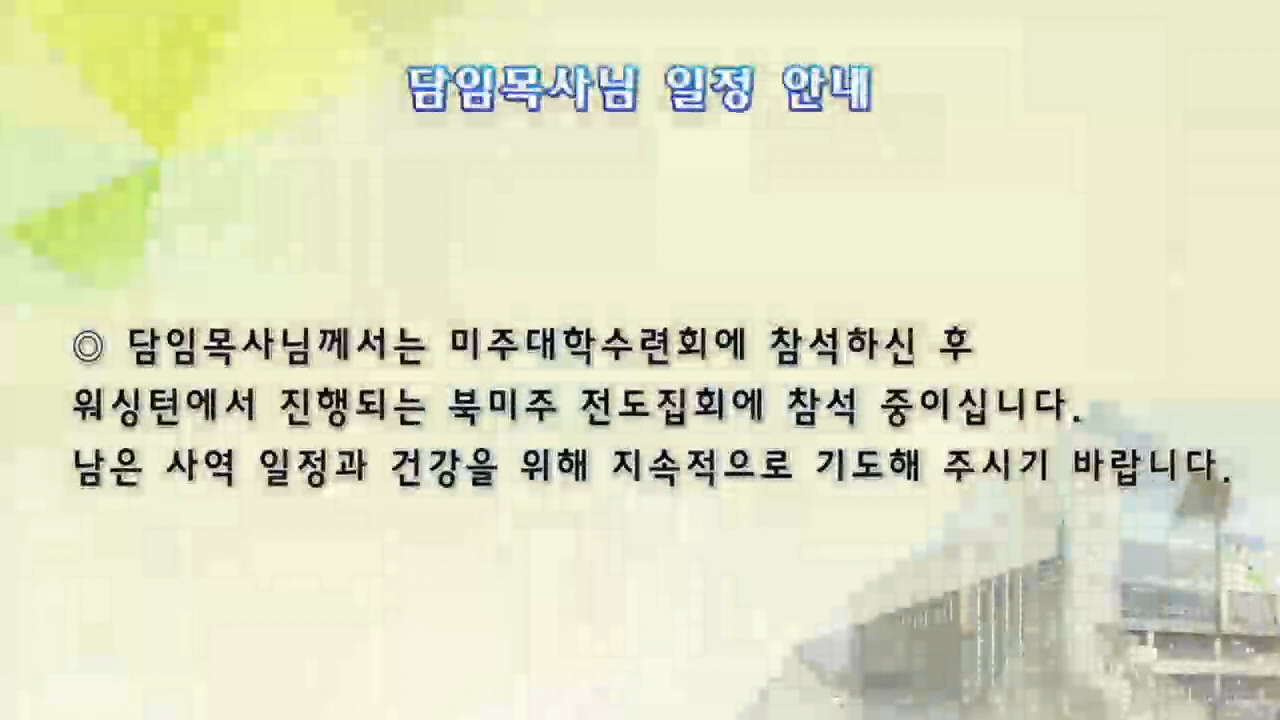 담임목사님 일정 안내
◎ 담임목사님께서는 미주대학수련회에 참석하신 후
워싱턴에서 진행되는 북미주 전도집회에 참석 중이십니다.
남은 사역 일정과 건강을 위해 지속적으로 기도해 주시기 바랍니다.